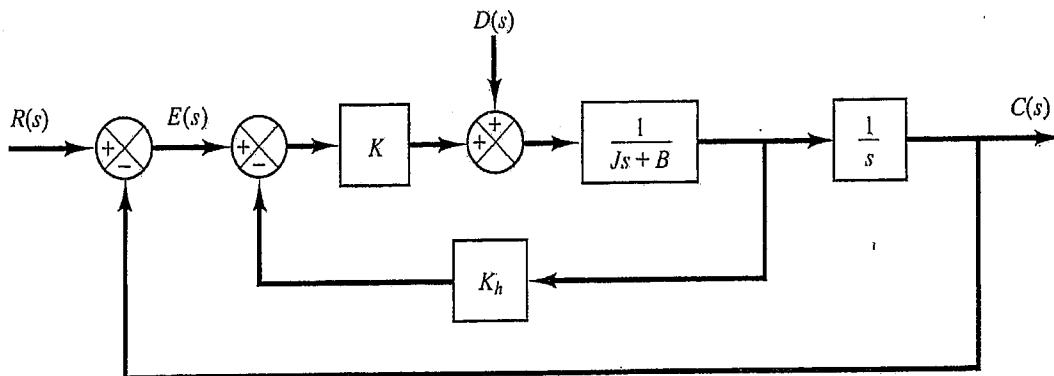 D(s)
R(s)
E(s)
C(s)
+
−
+
−
K
+
+
1
Js + B
1
s
K_h